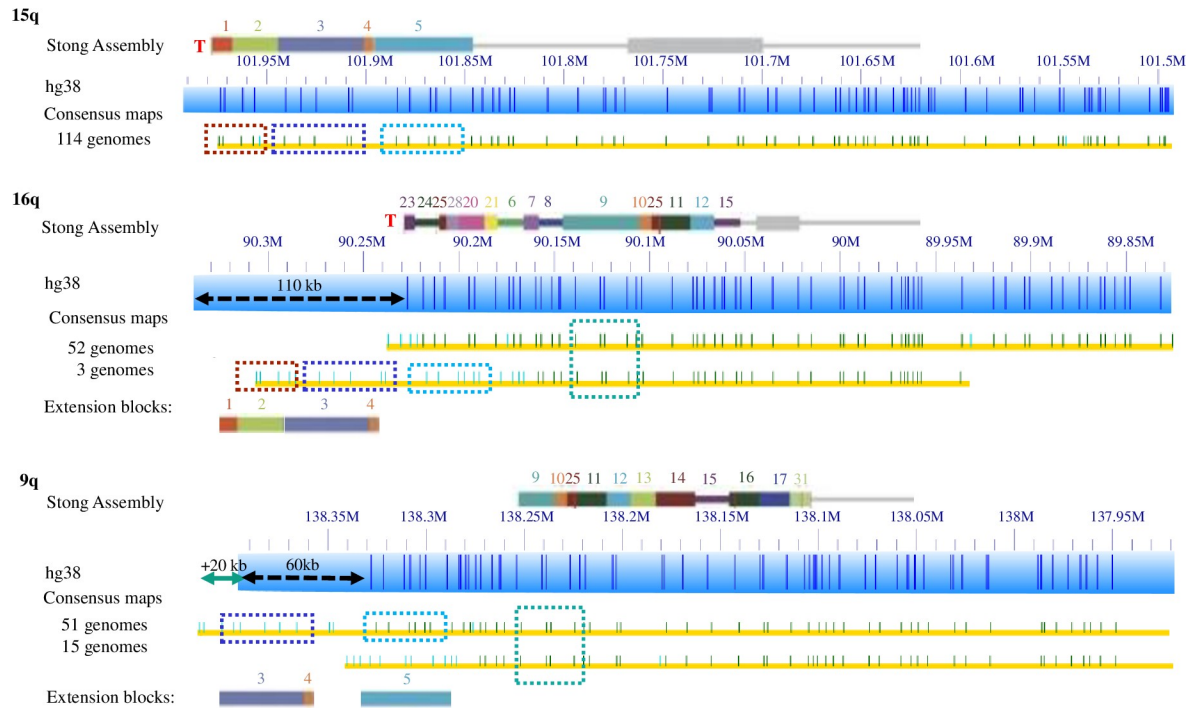 15q
1 2 3 4 5
Stong Assembly
T
101.95M 101.9M 101.85M 101.8M 101.75M 101.7M 101.65M 101.6M 101.55M 101.5M
hg38
Consensus maps
114 genomes
16q
23 24 25 28 20 21 6 7 8 9 10 25 11 12 15
Stong Assembly
T
90.3M 90.25M 90.2M 90.15M 90.1M 90.05M 90M 89.95M 89.9M 89.85M
hg38
110 kb
Consensus maps
52 genomes
3 genomes
Extension blocks:
1 2 3 4
9q
9 10 25 11 12 13 14 15 16 17 31
Stong Assembly
138.35M 138.3M 138.25M 138.2M 138.15M 138.1M 138.05M 138M 137.95M
hg38
+20 kb 60kb
Consensus maps
51 genomes
15 genomes
Extension blocks:
3 4 5